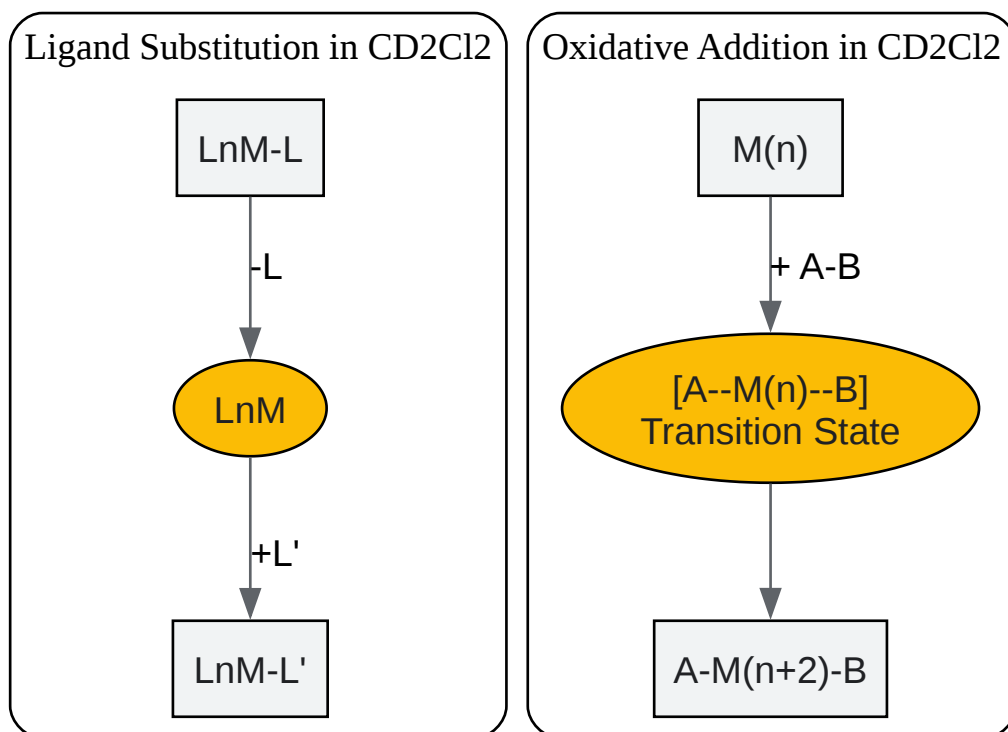 Ligand Substitution in CD2Cl2
LnM-L
-L
LnM
+L'
LnM-L'
Oxidative Addition in CD2Cl2
M(n)
+ A-B
[A--M(n)--B]
Transition State
A-M(n+2)-B